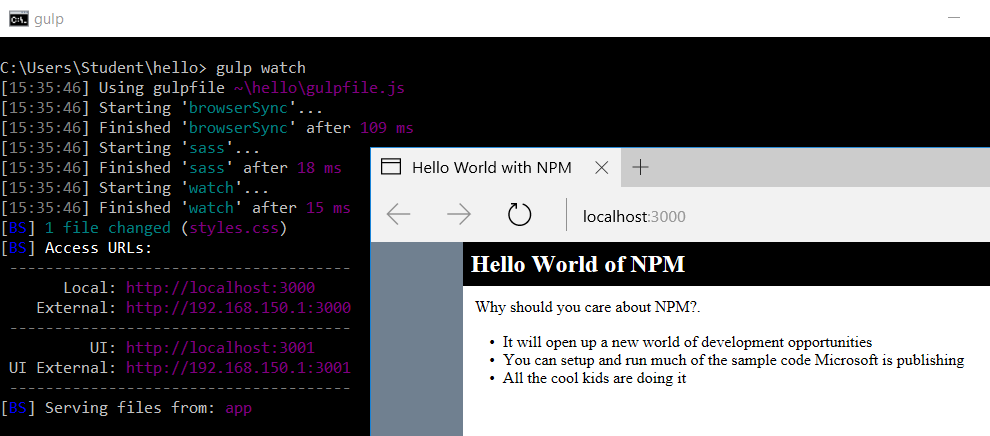 gulp
C:\Users\Student\hello> gulp watch
[15:35:46] Using gulpfile ~\hello\gulpfile.js
[15:35:46] Starting 'browserSync'...
[15:35:46] Finished 'browserSync' after 109 ms
[15:35:46] Starting 'sass'...
[15:35:46] Finished 'sass' after 18 ms
[15:35:46] Starting 'watch'...
[15:35:46] Finished 'watch' after 15 ms
[BS] 1 file changed (styles.css)
[BS] Access URLs:
--------------------------------------
Local: http://localhost:3000
External: http://192.168.150.1:3000
--------------------------------------
UI: http://localhost:3001
UI External: http://192.168.150.1:3001
--------------------------------------
[BS] Serving files from: app
Hello World with NPM
localhost:3000
Hello World of NPM
Why should you care about NPM?.
• It will open up a new world of development opportunities
• You can setup and run much of the sample code Microsoft is publishing
• All the cool kids are doing it